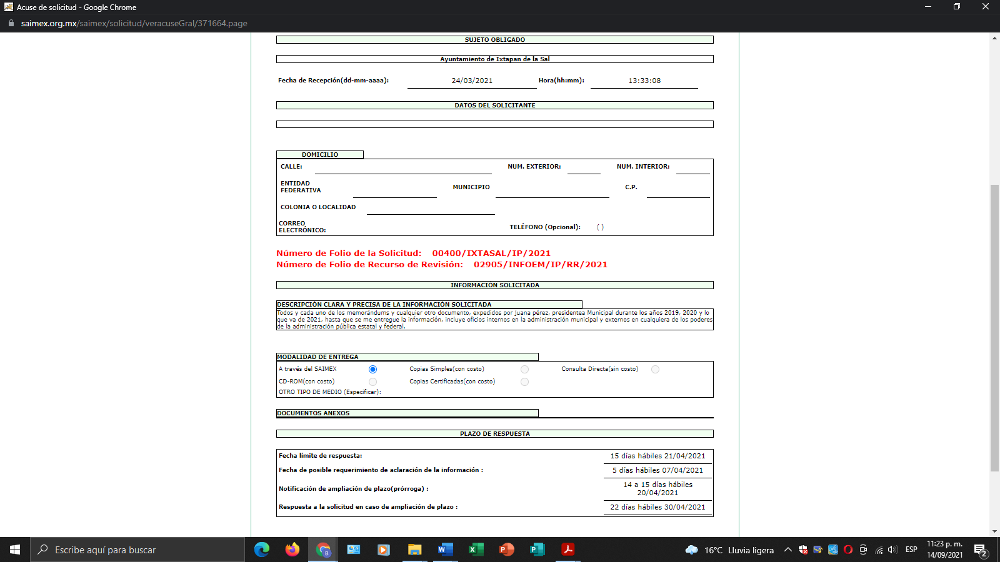 Acuse de solicitud - Google Chrome
saimex.org.mx/saimex/solicitud/veracuseGral/371664.page
SUJETO OBLIGADO
Ayuntamiento de Ixtapan de la Sal
Fecha de Recepción(dd-mm-aaaa): 24/03/2021 Hora(hh:mm): 13:33:08
DATOS DEL SOLICITANTE
DOMICILIO
CALLE: NUM. EXTERIOR: NUM. INTERIOR:
ENTIDAD
FEDERATIVA MUNICIPIO C.P.
COLONIA O LOCALIDAD
CORREO
ELECTRÓNICO: TELÉFONO (Opcional): ( )
Número de Folio de la Solicitud: 00400/IXTASAL/IP/2021
Número de Folio de Recurso de Revisión: 02905/INFOEM/IP/RR/2021
INFORMACIÓN SOLICITADA
DESCRIPCIÓN CLARA Y PRECISA DE LA INFORMACIÓN SOLICITADA
Todos y cada uno de los memorándums y cualquier otro documento, expedidos por juana pérez, presidentea Municipal durante los años 2019, 2020 y lo
que va de 2021, hasta que se me entregue la información, incluye oficios internos en la administración municipal y externos en cualquiera de los poderes
de la administración pública estatal y federal.
MODALIDAD DE ENTREGA
A través del SAIMEX Copias Simples(con costo) Consulta Directa(sin costo)
CD-ROM(con costo) Copias Certificadas(con costo)
OTRO TIPO DE MEDIO (Especificar):
DOCUMENTOS ANEXOS
PLAZO DE RESPUESTA
Fecha límite de respuesta: 15 días hábiles 21/04/2021
Fecha de posible requerimiento de aclaración de la información : 5 días hábiles 07/04/2021
Notificación de ampliación de plazo(prórroga) : 14 a 15 días hábiles
20/04/2021
Respuesta a la solicitud en caso de ampliación de plazo : 22 días hábiles 30/04/2021
Escribe aquí para buscar
16°C Lluvia ligera
ESP
11:23 p. m.
14/09/2021
2